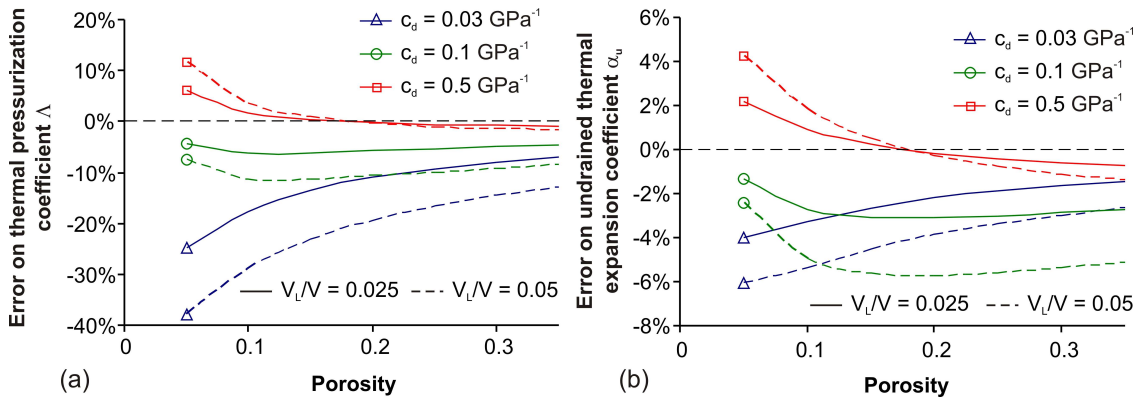 Error on thermal pressurization
coefficient Λ
20%
10%
0%
-10%
-20%
-30%
-40%
0
0.1
0.2
0.3
Porosity
(a)
c_d = 0.03 GPa⁻¹
c_d = 0.1 GPa⁻¹
c_d = 0.5 GPa⁻¹
V_L/V = 0.025
V_L/V = 0.05
Error on undrained thermal
expansion coefficient α_u
6%
4%
2%
0%
-2%
-4%
-6%
-8%
0
0.1
0.2
0.3
Porosity
(b)
c_d = 0.03 GPa⁻¹
c_d = 0.1 GPa⁻¹
c_d = 0.5 GPa⁻¹
V_L/V = 0.025
V_L/V = 0.05